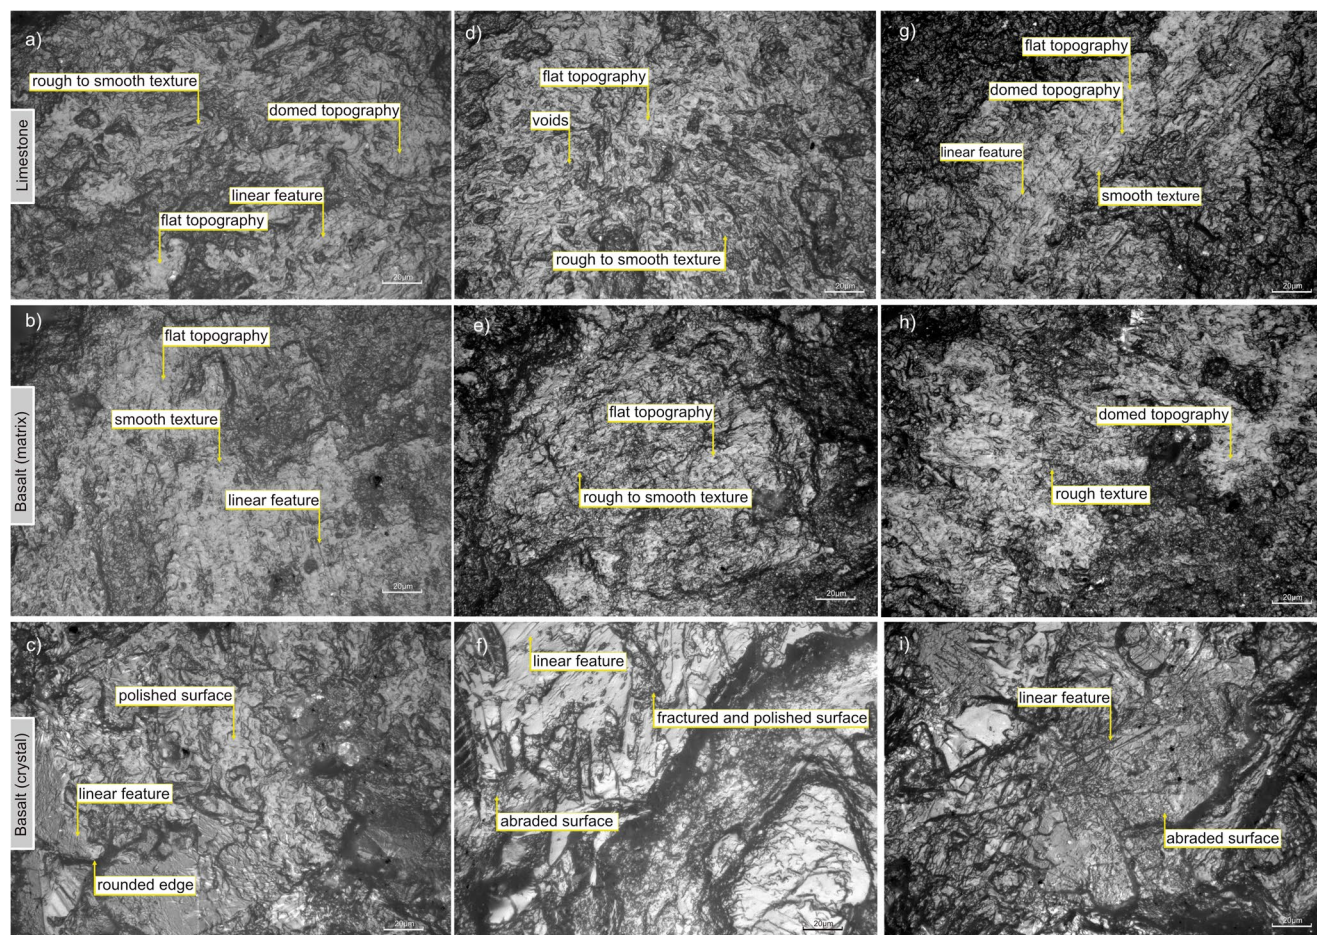 Limestone
a)
rough to smooth texture
domed topography
linear feature
flat topography
20µm
d)
flat topography
voids
rough to smooth texture
20µm
g)
flat topography
domed topography
linear feature
smooth texture
20µm
Basalt (matrix)
b)
flat topography
smooth texture
linear feature
20µm
e)
flat topography
rough to smooth texture
20µm
h)
domed topography
rough texture
20µm
Basalt (crystal)
c)
polished surface
linear feature
rounded edge
20µm
f)
linear feature
fractured and polished surface
abraded surface
20µm
i)
linear feature
abraded surface
20µm